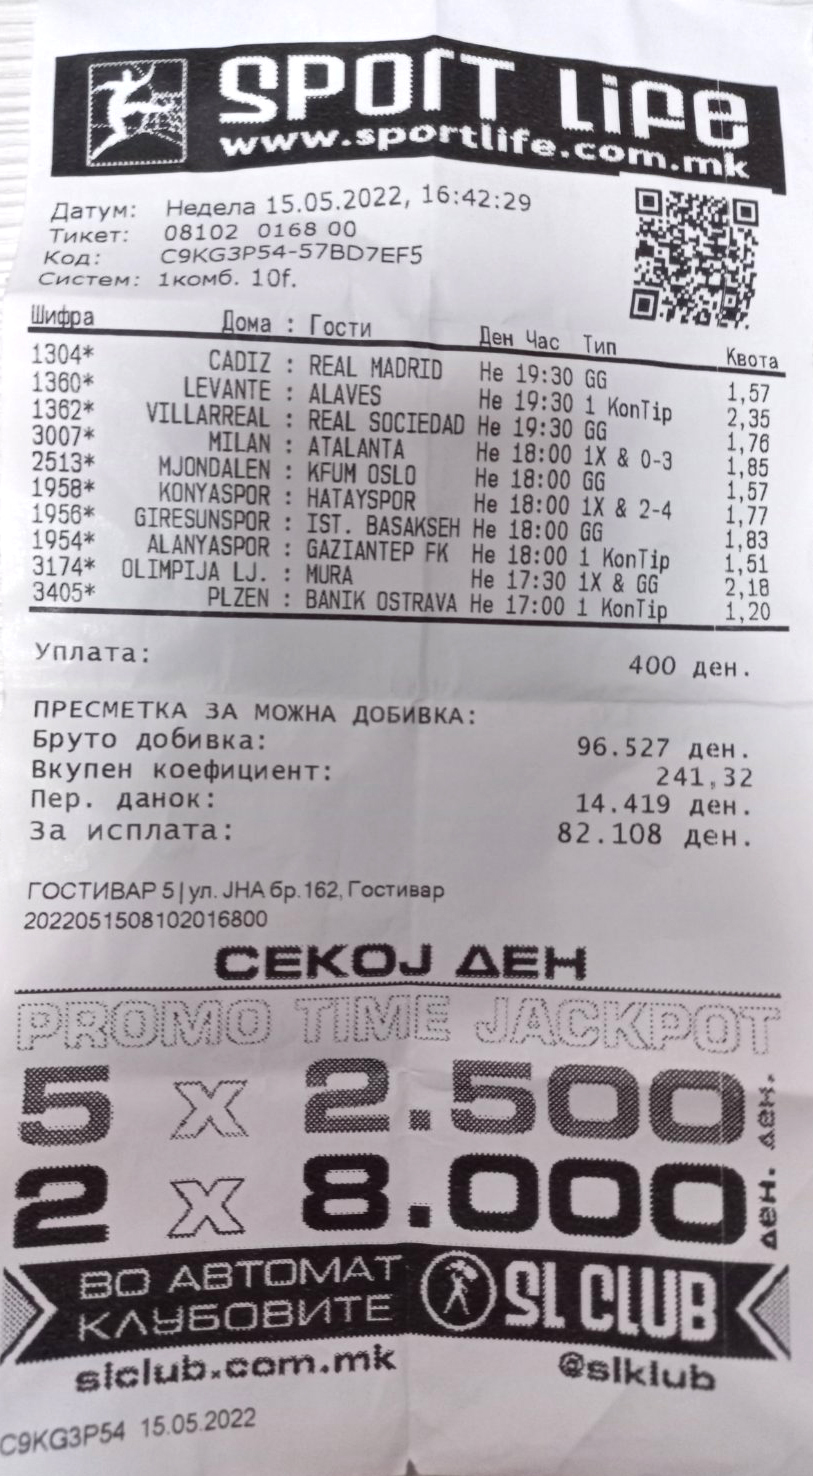 SPORT LIFE
www.sportlife.com.mk
Датум: Недела 15.05.2022, 16:42:29
Тикет: 08102 0168 00
Код: C9KG3P54-57BD7EF5
Систем: 1комб. 10f.
Шифра Дома : Гости Ден Час Тип Квота
1304* CADIZ : REAL MADRID Не 19:30 GG 1,57
1360* LEVANTE : ALAVES Не 19:30 1 КопТip 2,35
1362* VILLARREAL : REAL SOCIEDAD Не 19:30 GG 1,76
3007* MILAN : ATALANTA Не 18:00 1X & 0-3 1,85
2513* MJONDALEN : KFUM OSLO Не 18:00 GG 1,57
1958* KONYASPOR : HATAYSPOR Не 18:00 1X & 2-4 1,77
1956* GIRESUNSPOR : IST. BASAKSEH Не 18:00 GG 1,83
1954* ALANYASPOR : GAZIANTEP FK Не 18:00 1 KonTip 1,51
3174* OLIMPIJA LJ. : MURA Не 17:30 1X & GG 2,18
3405* PLZEN : BANIK OSTRAVA Не 17:00 1 KonTip 1,20
Уплата: 400 ден.
ПРЕСМЕТКА ЗА МОЖНА ДОБИВКА:
Бруто добивка: 96.527 ден.
Вкупен коефициент: 241,32
Пер. данок: 14.419 ден.
За исплата: 82.108 ден.
ГОСТИВАР 5|ул. ЈНА бр.162, Гостивар
2022051508102016800
СЕКОЈ ДЕН
PROMO TIME JACKPOT
5 x 2.500 ден.
2 x 8.000 ден.
ВО АВТОМАТ
КЛУБОВИТЕ
SL CLUB
slclub.com.mk @slklub
C9KG3P54 15.05.2022